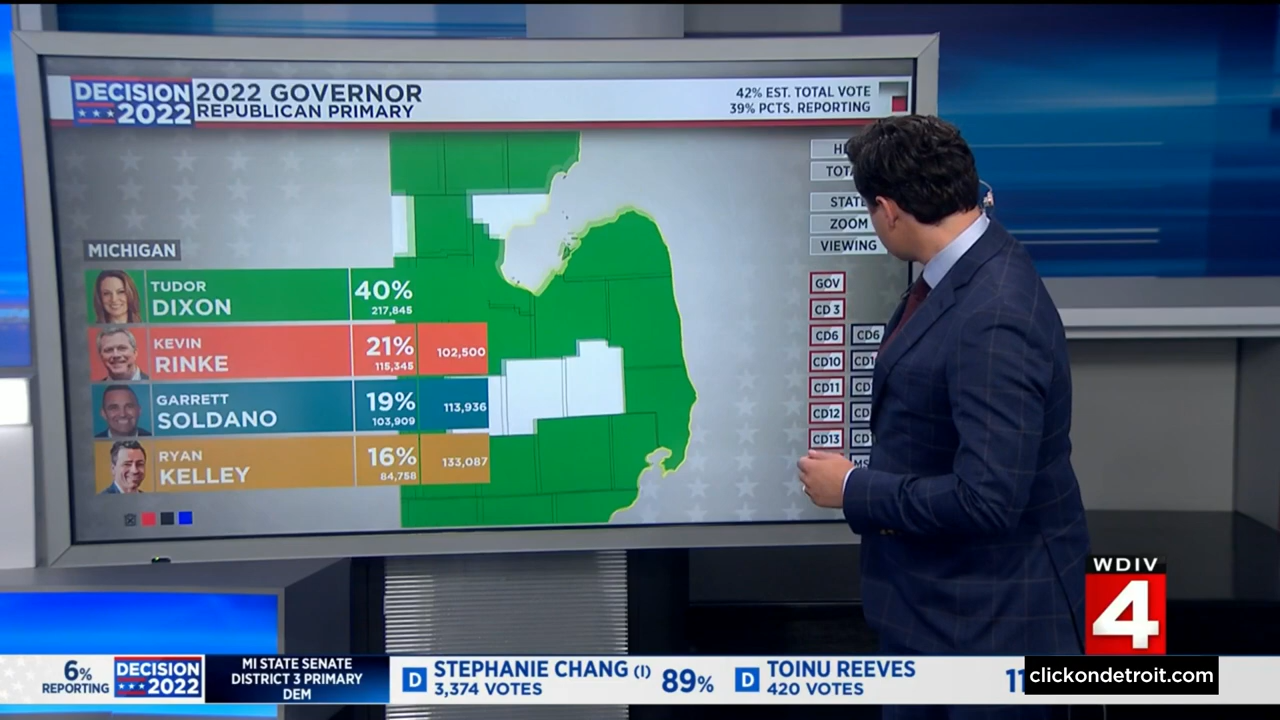 DECISION
2022
2022 GOVERNOR
REPUBLICAN PRIMARY
42% EST. TOTAL VOTE
39% PCTS. REPORTING
STATE
ZOOM
VIEWING
MICHIGAN
TUDOR
DIXON
40%
217,845
KEVIN
RINKE
21%
115,345
102,500
GARRETT
SOLDANO
19%
103,909
113,936
RYAN
KELLEY
16%
84,758
133,087
GOV
CD 3
CD6 CD6
CD10
CD11
CD12
CD13
WDIV
4
6%
REPORTING
DECISION
2022
MI STATE SENATE
DISTRICT 3 PRIMARY
DEM
D STEPHANIE CHANG (I)
3,374 VOTES
89%
D TOINU REEVES
420 VOTES
clickondetroit.com